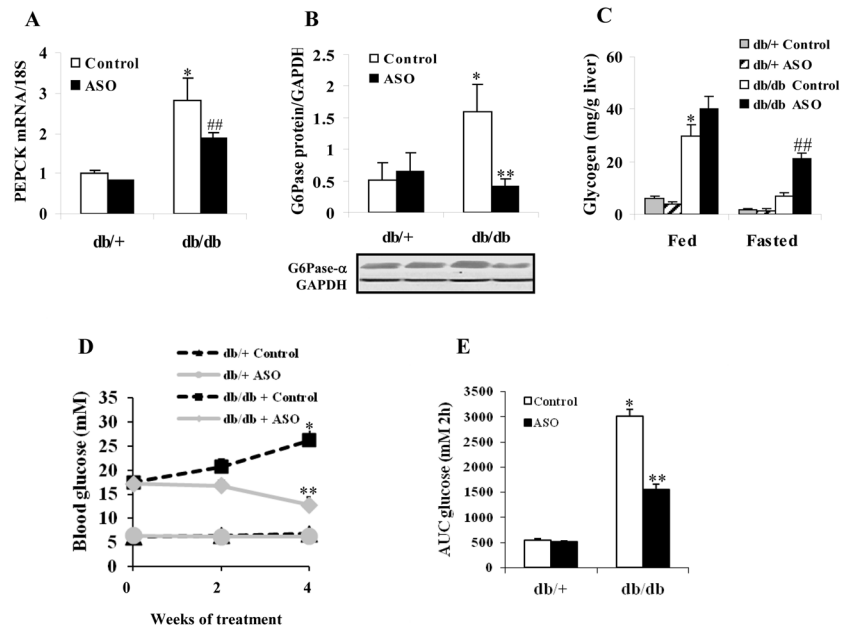 A
PEPCK mRNA/18S
4
3
2
1
0
Control
ASO
*
##
db/+
db/db
B
G6Pase protein/GAPDH
2.5
2
1.5
1
0.5
0
Control
ASO
*
**
db/+
db/db
G6Pase-α
GAPDH
C
Glycogen (mg/g liver)
60
40
20
0
db/+ Control
db/+ ASO
db/db Control
db/db ASO
*
##
Fed
Fasted
D
db/+ Control
db/+ ASO
db/db + Control
db/db + ASO
Blood glucose (mM)
35
30
25
20
15
10
5
0
*
**
0 2 4
Weeks of treatment
E
AUC glucose (mM 2h)
3500
3000
2500
2000
1500
1000
500
0
Control
ASO
*
**
db/+
db/db